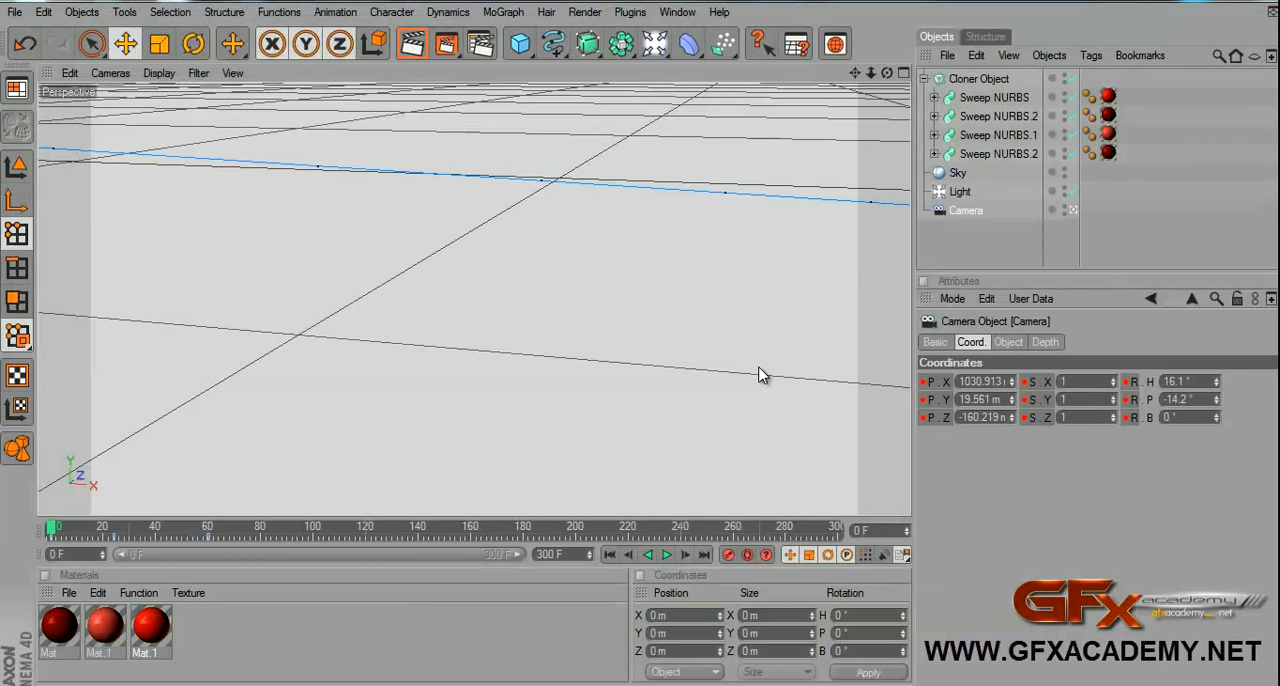 File Edit Objects Tools Selection Structure Functions Animation Character Dynamics MoGraph Hair Render Plugins Window Help
Objects Structure
File Edit View Objects Tags Bookmarks
Edit Cameras Display Filter View
Perspective
Cloner Object
Sweep NURBS
Sweep NURBS.2
Sweep NURBS.1
Sweep NURBS.2
Sky
Light
Camera
Attributes
Mode Edit User Data
Camera Object [Camera]
Basic Coord. Object Depth
Coordinates
P . X 1030.913 S . X 1 R . H 16.1 °
P . Y 19.561 m S . Y 1 R . P -14.2 °
P . Z -160.219 m S . Z 1 R . B 0 °
Y
Z
X
0 20 40 60 80 100 120 140 160 180 200 220 240 260 280 30 0 F
0 F 0 F 300 F 300 F
Materials
File Edit Function Texture
Mat Mat.1 Mat.1
Coordinates
Position Size Rotation
X 0 m X 0 m H 0 °
Y 0 m Y 0 m P 0 °
Z 0 m Z 0 m B 0 °
Object Size Apply
AXON
NEMA 4D
GFx academy
gfxacademy.net
WWW.GFXACADEMY.NET